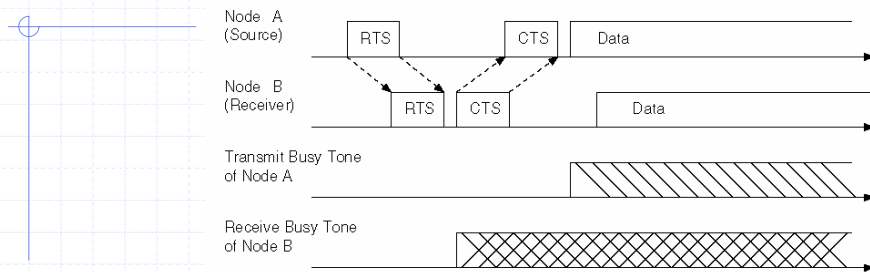 Node A
(Source)
RTS
CTS
Data
Node B
(Receiver)
RTS
CTS
Data
Transmit Busy Tone
of Node A
Receive Busy Tone
of Node B